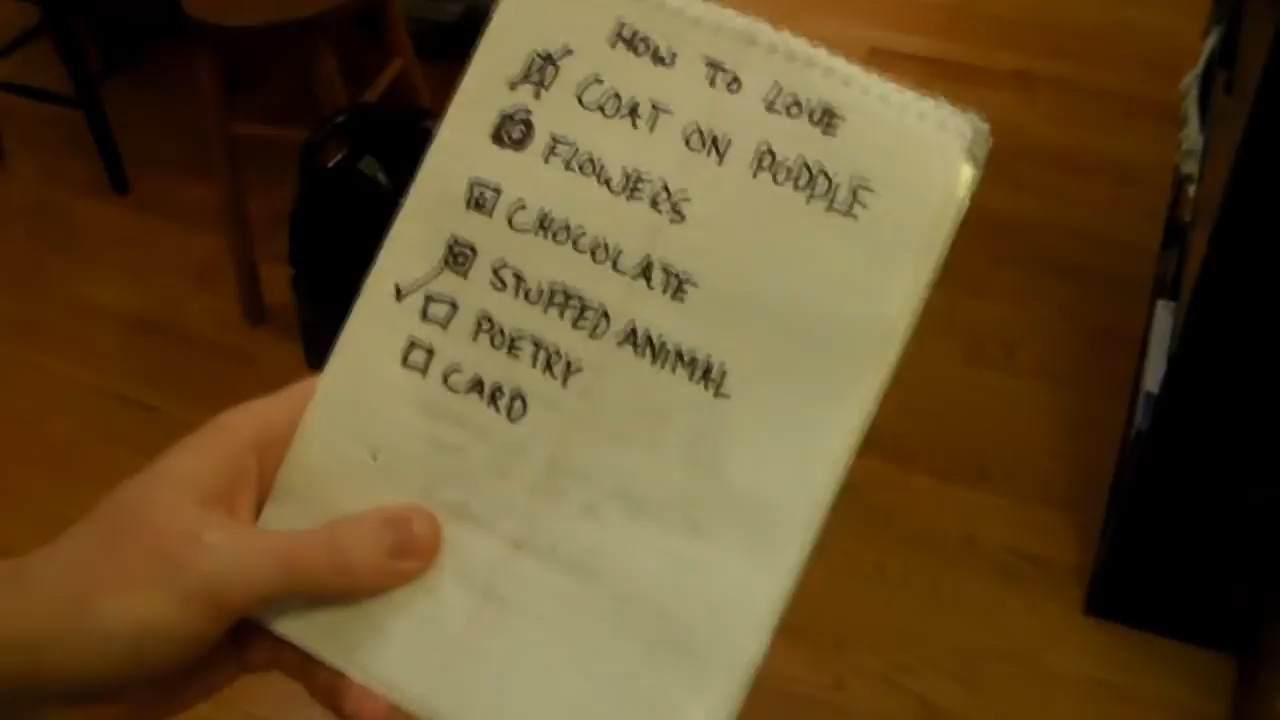 HOW TO LOVE
COAT ON PUDDLE
FLOWERS
CHOCOLATE
STUFFED ANIMAL
POETRY
CARD